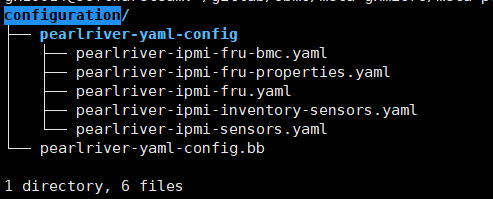 configuration/
├── pearlriver-yaml-config
│   ├── pearlriver-ipmi-fru-bmc.yaml
│   ├── pearlriver-ipmi-fru-properties.yaml
│   ├── pearlriver-ipmi-fru.yaml
│   ├── pearlriver-ipmi-inventory-sensors.yaml
│   └── pearlriver-ipmi-sensors.yaml
└── pearlriver-yaml-config.bb
1 directory, 6 files